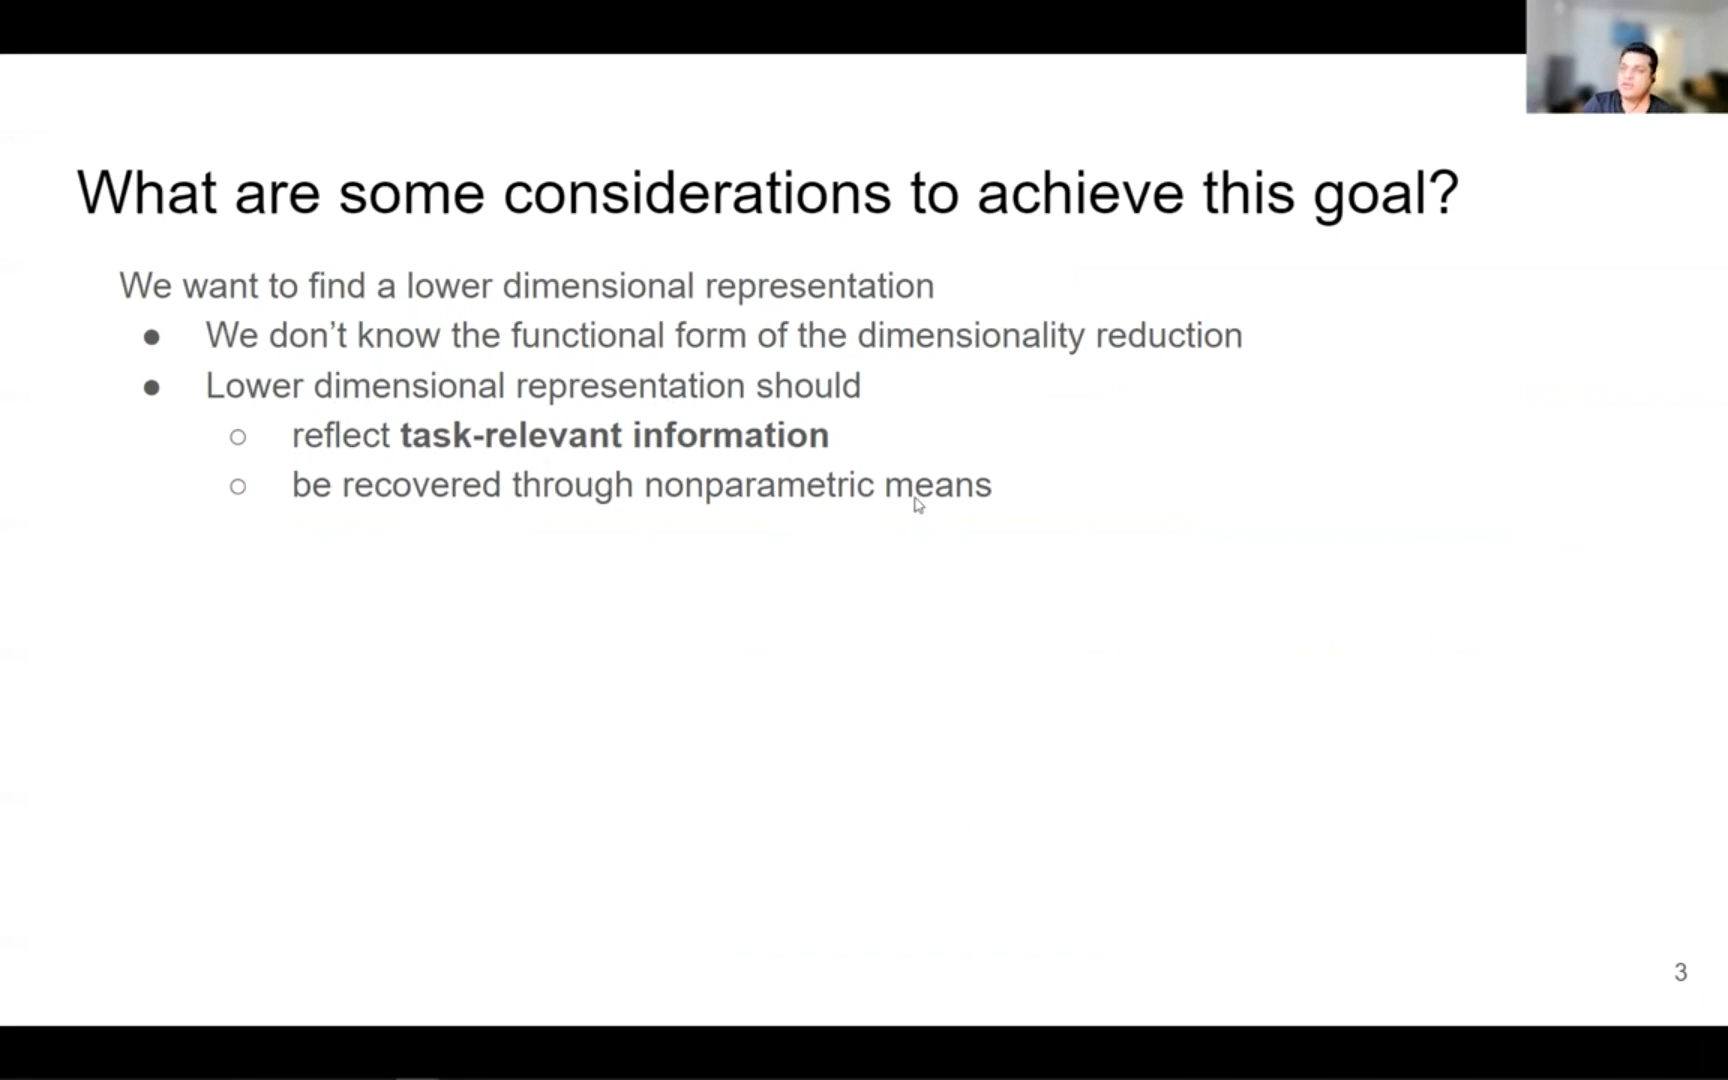 What are some considerations to achieve this goal?
We want to find a lower dimensional representation
● We don’t know the functional form of the dimensionality reduction
● Lower dimensional representation should
○ reflect task-relevant information
○ be recovered through nonparametric means
3